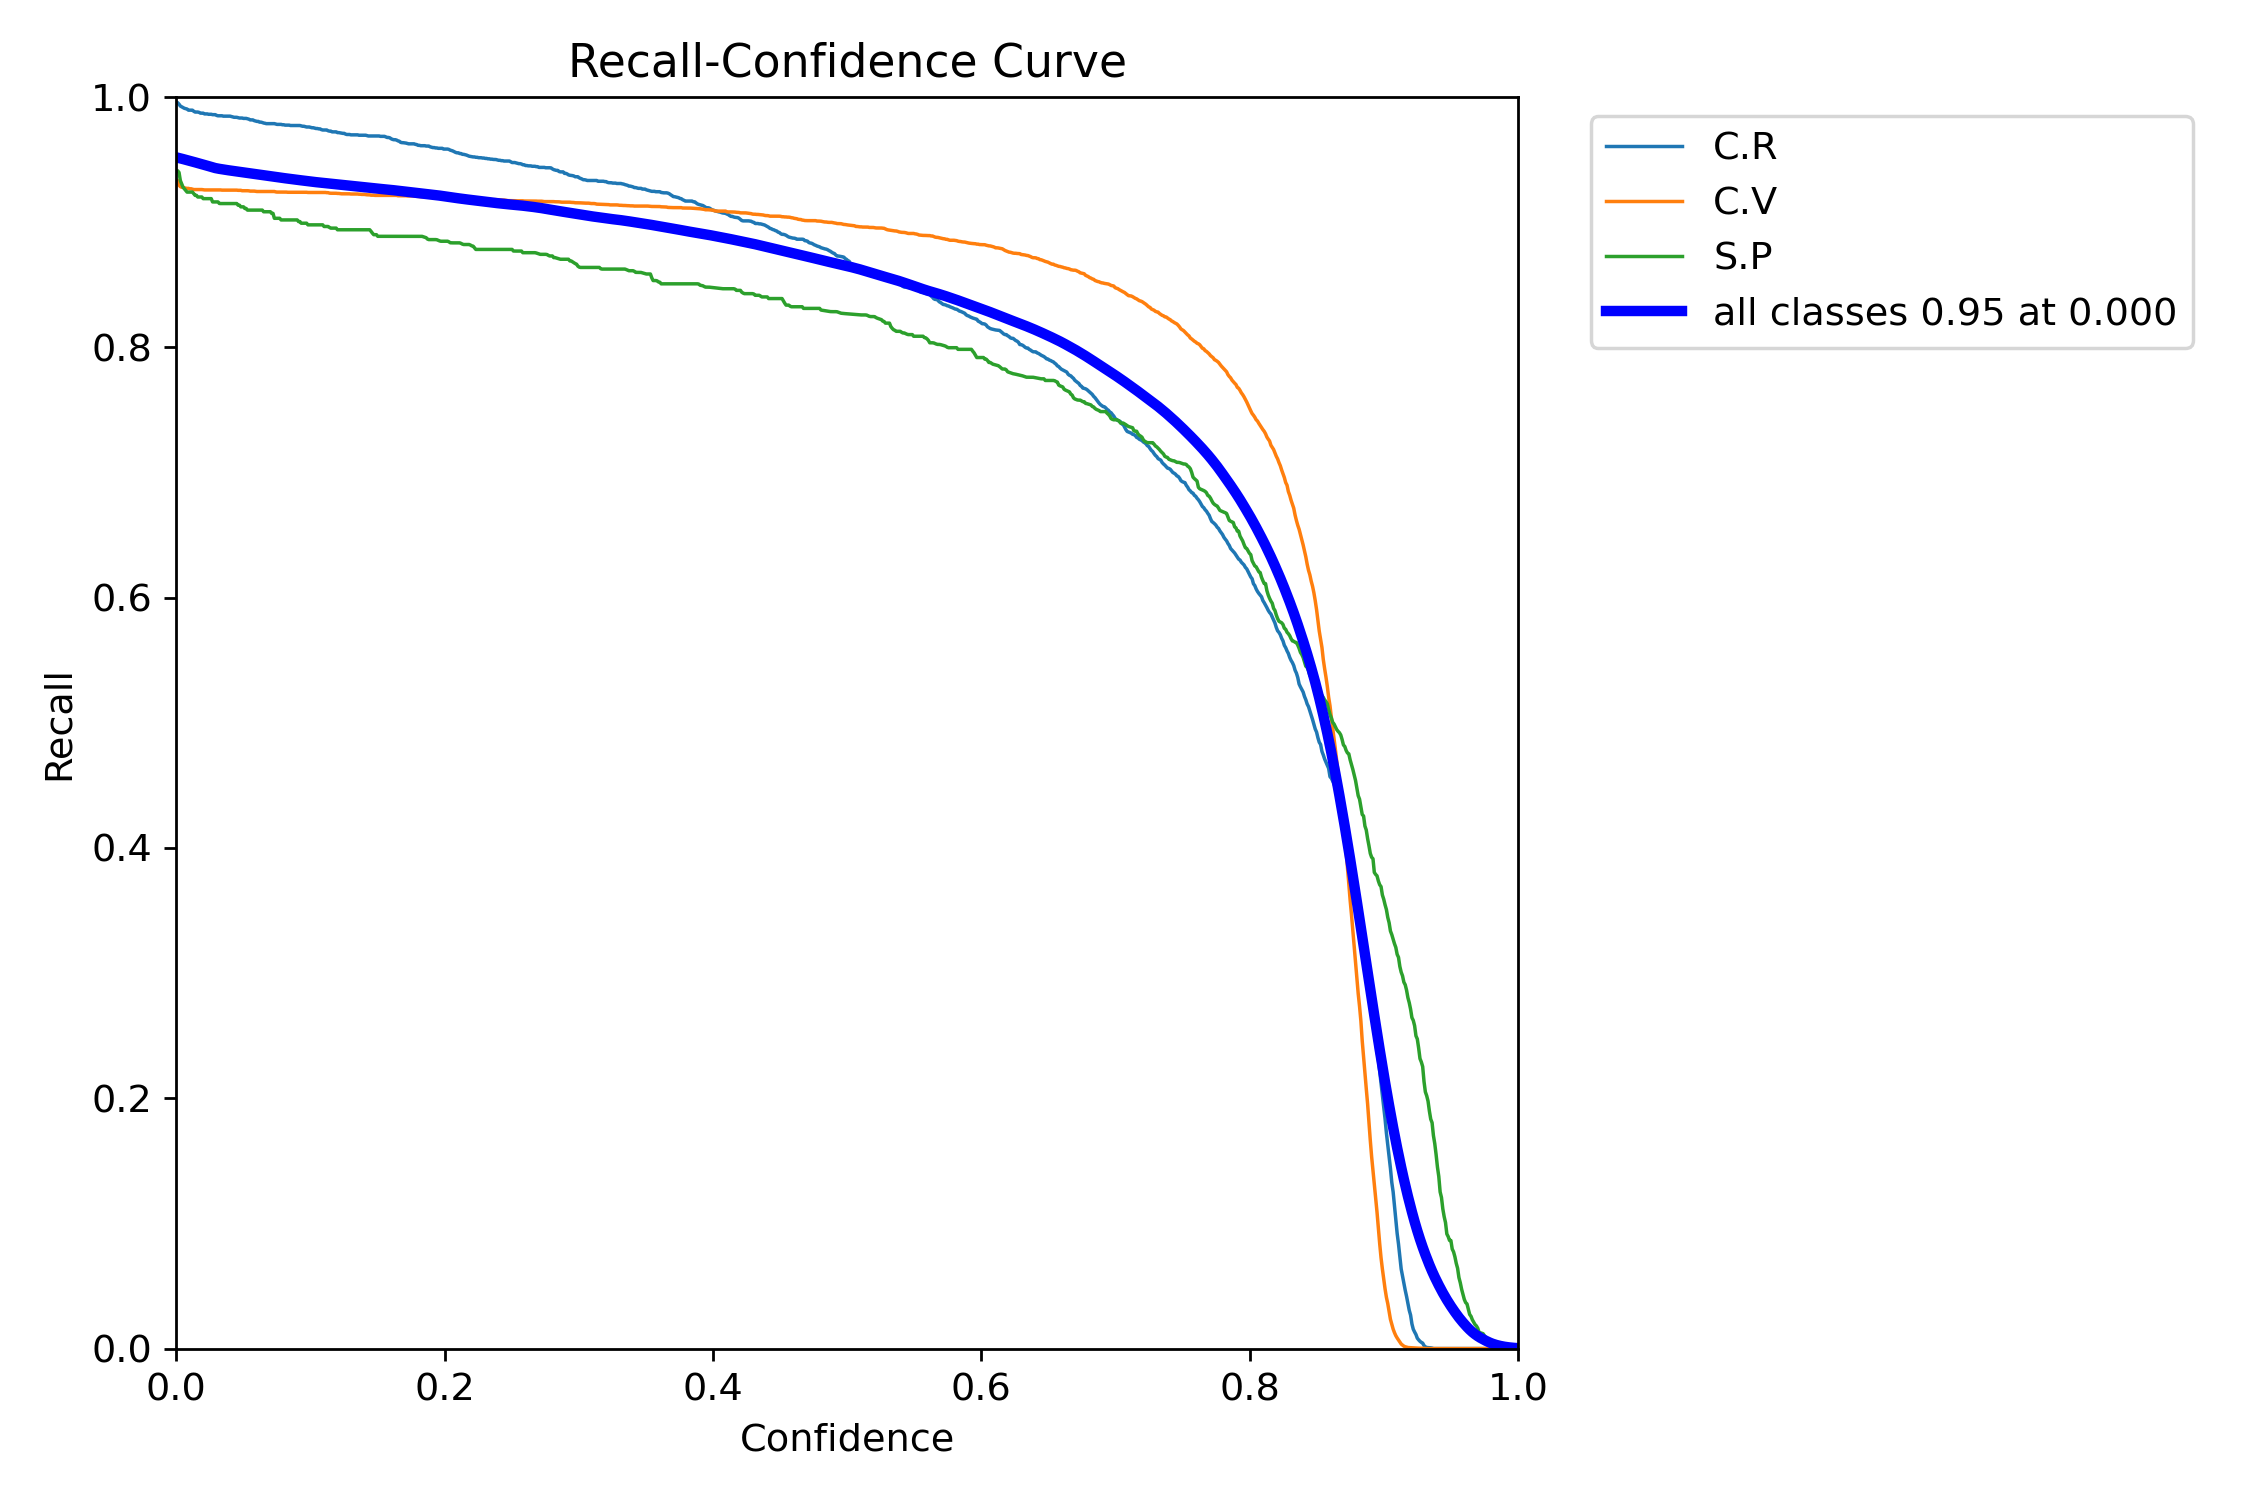 Recall-Confidence Curve
1.0
0.8
0.6
0.4
0.2
0.0
Recall
0.0 0.2 0.4 0.6 0.8 1.0
Confidence
C.R
C.V
S.P
all classes 0.95 at 0.000